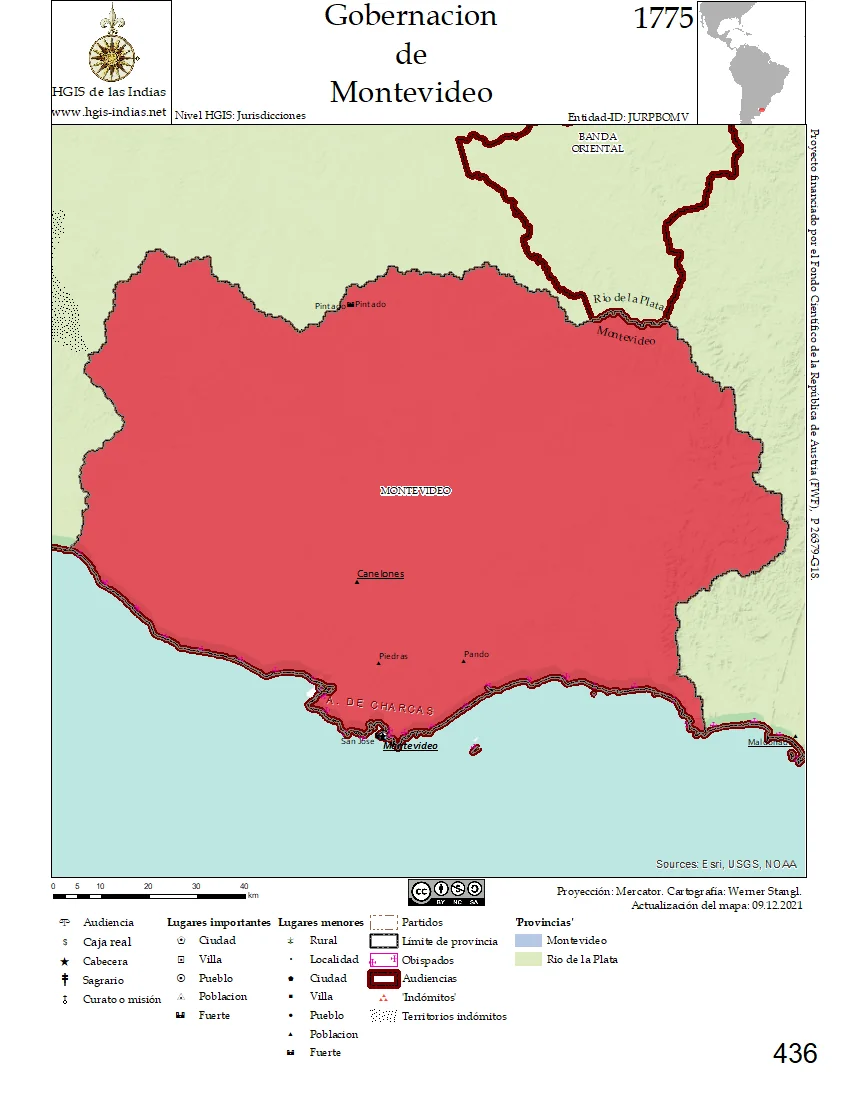 Gobernacion
de
Montevideo
1775
HGIS de las Indias
www.hgis-indias.net
Nivel HGIS: Jurisdicciones
Entidad-ID: JURPBOMV
BANDA
ORIENTAL
Rio de la Plata
Montevideo
Pintado
Pintado
MONTEVIDEO
Canelones
Piedras
Pando
A. DE CHARCAS
San Jose
Montevideo
Sources: Esri, USGS, NOAA
Proyecto financiado por el Fondo Científico de la República de Austria (FWF), P 26379-G18.
0 5 10 20 30 40
km
CC BY NC SA
Proyección: Mercator. Cartografía: Werner Stangl.
Actualización del mapa: 09.12.2021
Audiencia
Caja real
Cabecera
Sagrario
Curato o misión
Lugares importantes
Ciudad
Villa
Pueblo
Poblacion
Fuerte
Lugares menores
Rural
Localidad
Ciudad
Villa
Pueblo
Poblacion
Fuerte
Partidos
Límite de provincia
Obispados
Audiencias
'Indómitos'
Territorios indómitos
'Provincias'
Montevideo
Rio de la Plata
436